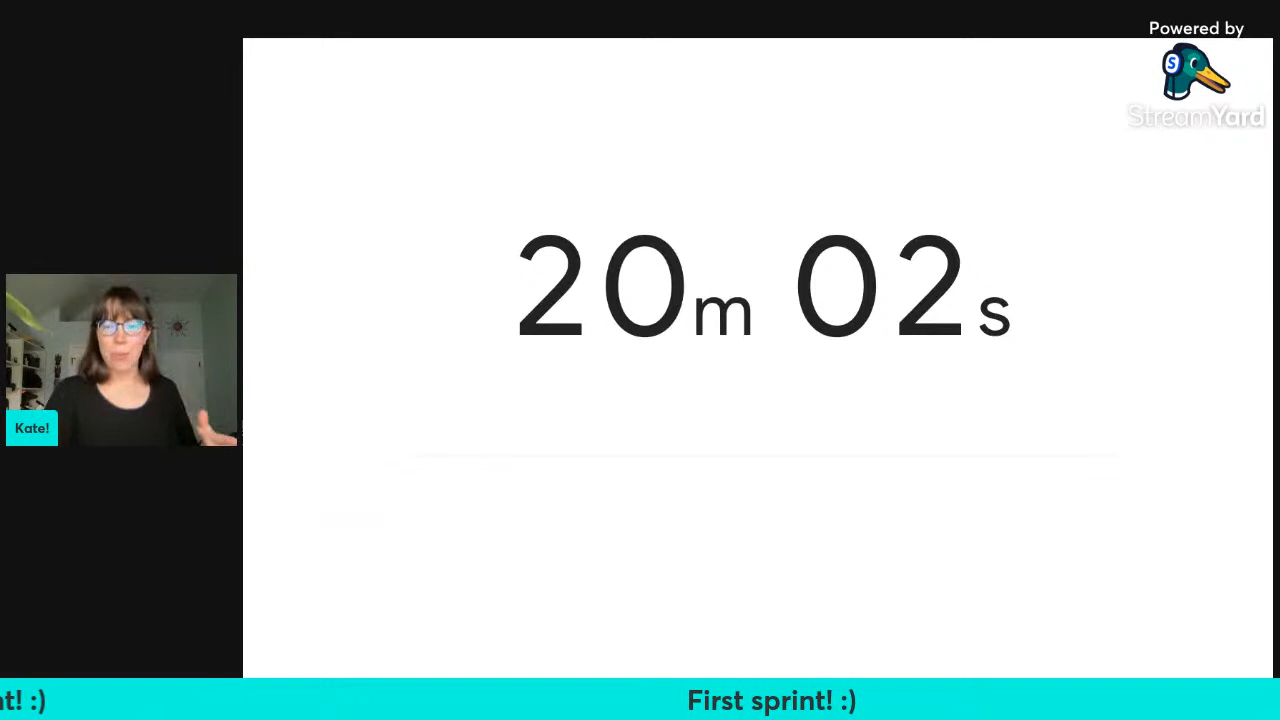 Powered by
S
StreamYard
20m 02s
Kate!
nt! :)
First sprint! :)